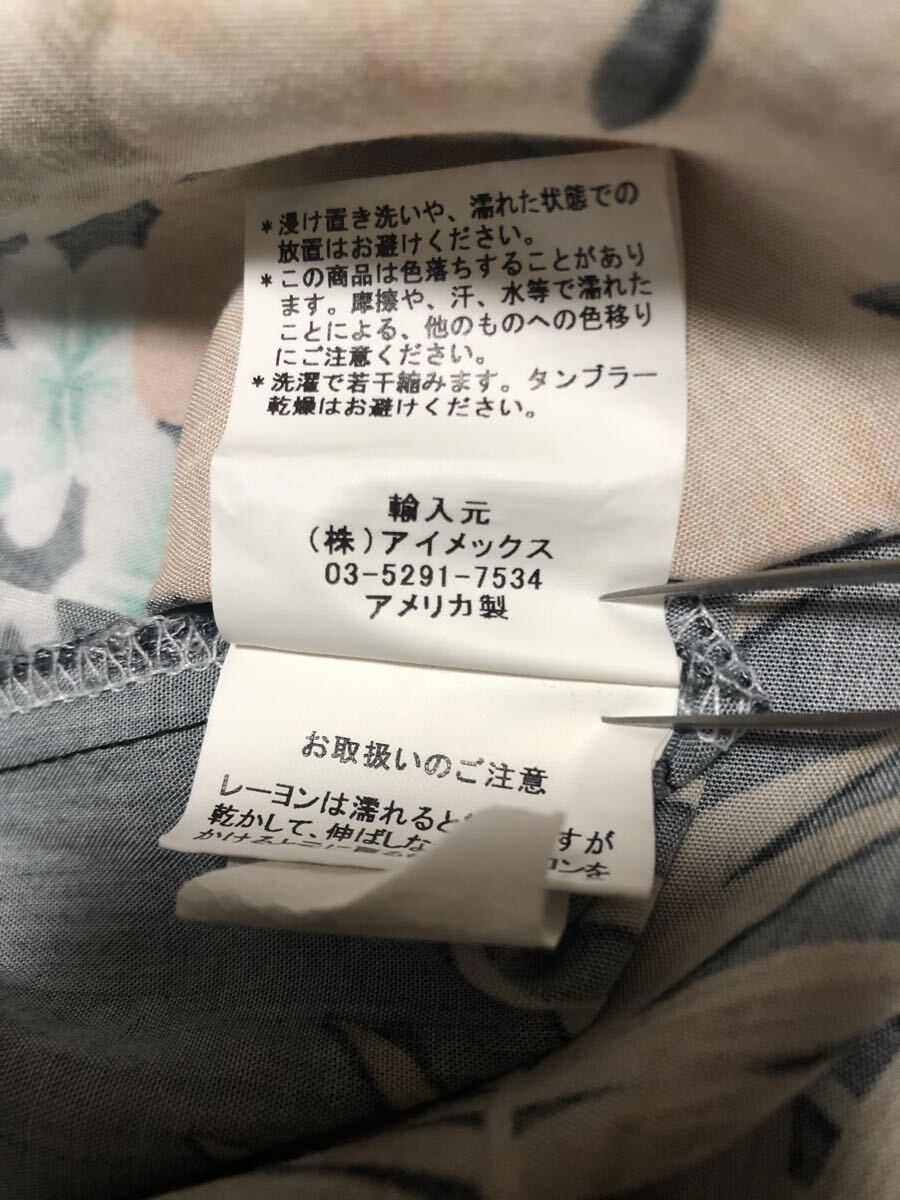 *浸け置き洗いや、濡れた状態での
放置はお避けください。
*この商品は色落ちすることがあり
ます。摩擦や、汗、水等で濡れた
ことによる、他のものへの色移り
にご注意ください。
*洗濯で若干縮みます。タンブラー
乾燥はお避けください。
輸入元
(株)アイメックス
03-5291-7534
アメリカ製
お取扱いのご注意
レーヨンは濡れると すが
乾かして、伸ばしな ンを
かけると